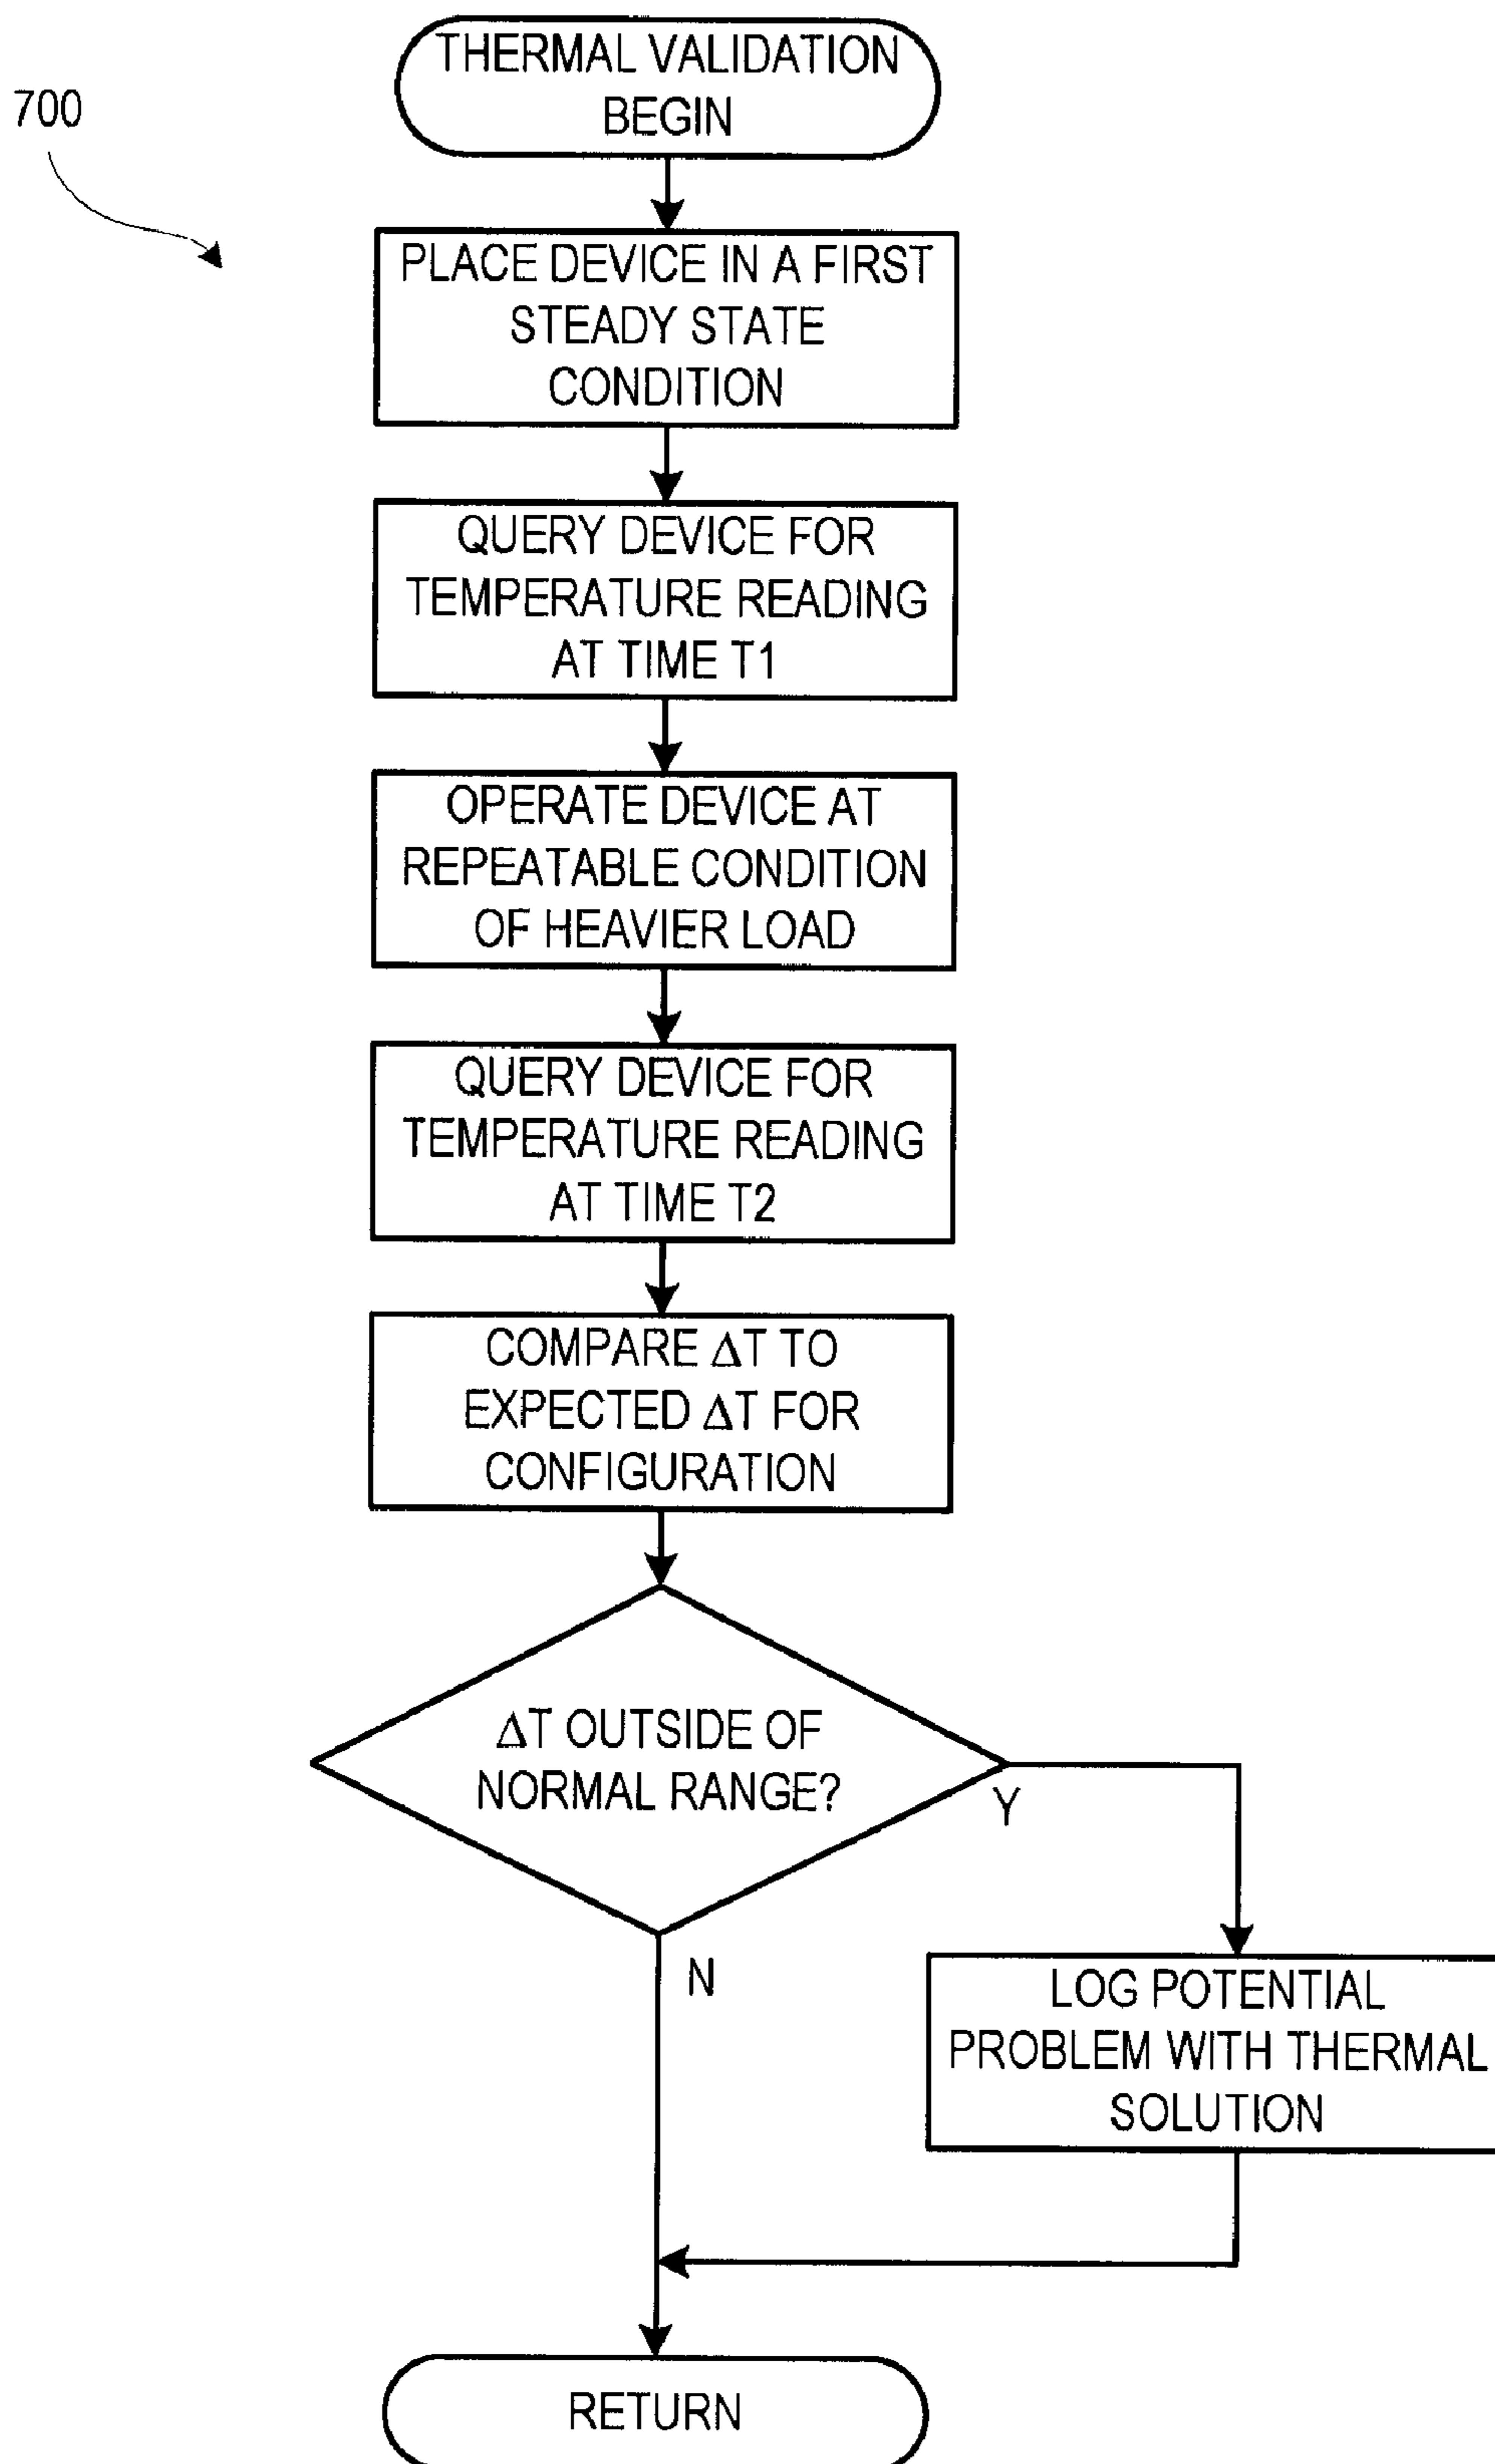 THERMAL VALIDATION
BEGIN
700
PLACE DEVICE IN A FIRST
STEADY STATE
CONDITION
QUERY DEVICE FOR
TEMPERATURE READING
AT TIME T1
OPERATE DEVICE AT
REPEATABLE CONDITION
OF HEAVIER LOAD
QUERY DEVICE FOR
TEMPERATURE READING
AT TIME T2
COMPARE ΔT TO
EXPECTED ΔT FOR
CONFIGURATION
ΔT OUTSIDE OF
NORMAL RANGE?
Y
N
LOG POTENTIAL
PROBLEM WITH THERMAL
SOLUTION
RETURN